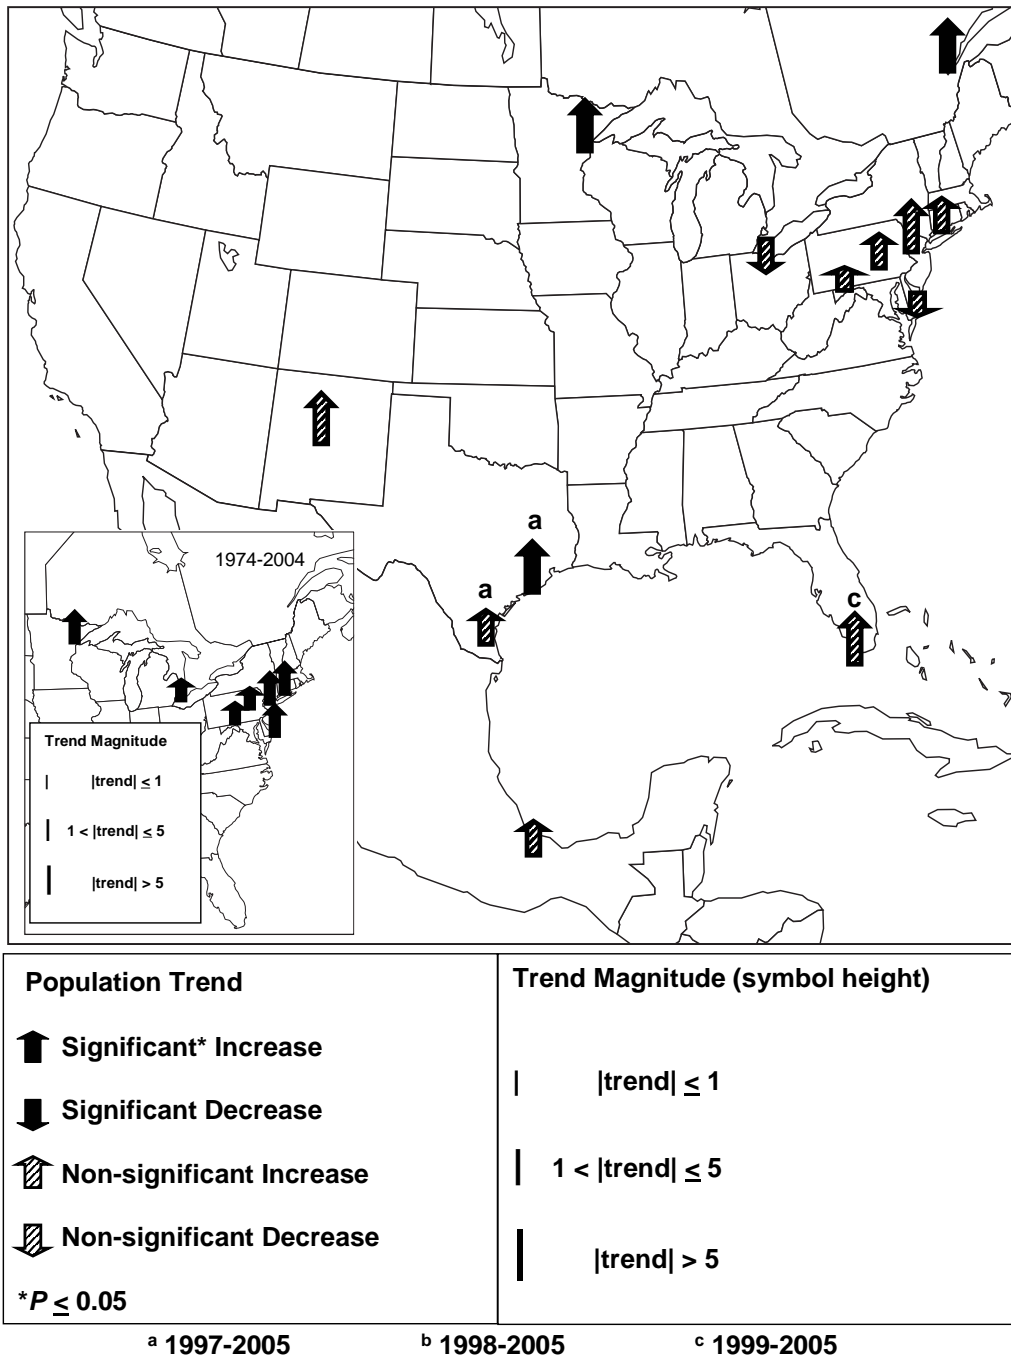 a
a
c
1974-2004
Trend Magnitude
|trend| ≤ 1
1 < |trend| ≤ 5
|trend| > 5
Population Trend
Significant* Increase
Significant Decrease
Non-significant Increase
Non-significant Decrease
*P ≤ 0.05
Trend Magnitude (symbol height)
|trend| ≤ 1
1 < |trend| ≤ 5
|trend| > 5
a 1997-2005 b 1998-2005 c 1999-2005